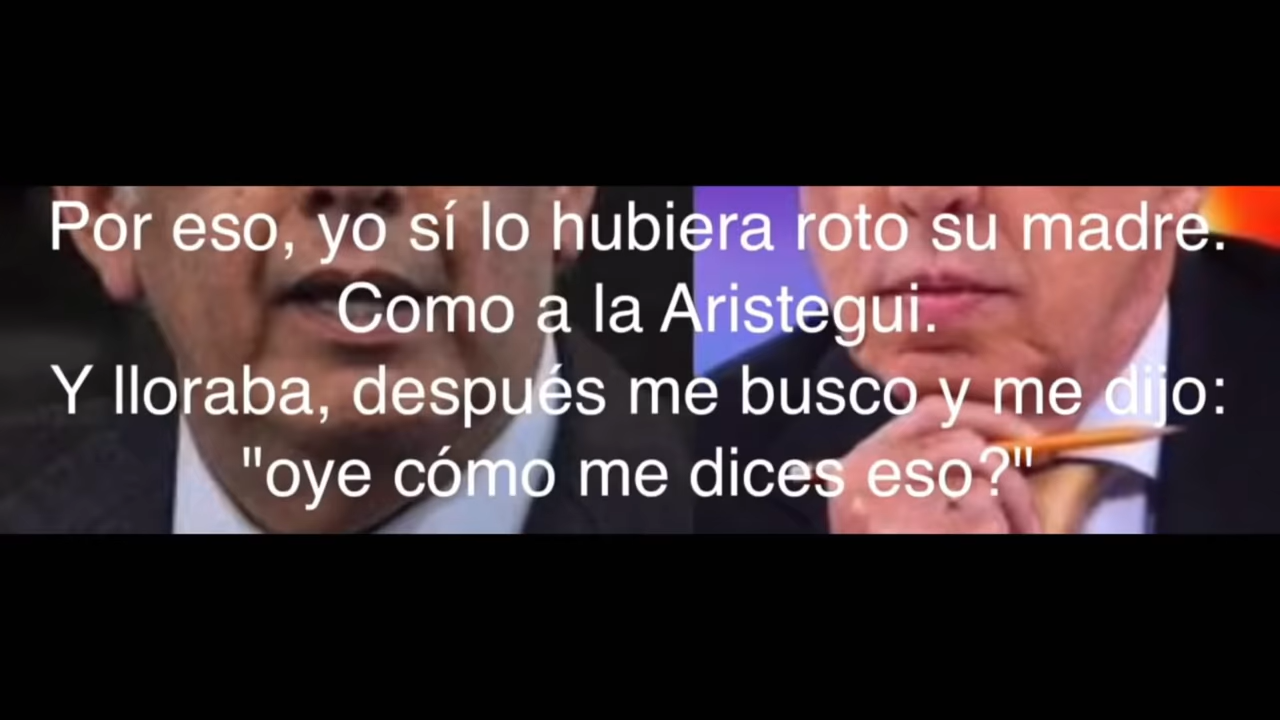 Por eso, yo sí lo hubiera roto su madre.
Como a la Aristegui.
Y lloraba, después me busco y me dijo:
"oye cómo me dices eso?"